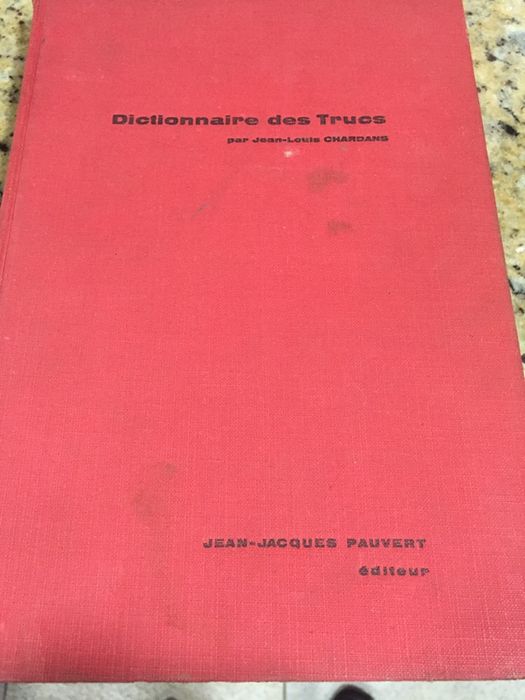 Dictionnaire des Trucs
par Jean-Louis CHARDANS
JEAN-JACQUES PAUVERT
éditeur